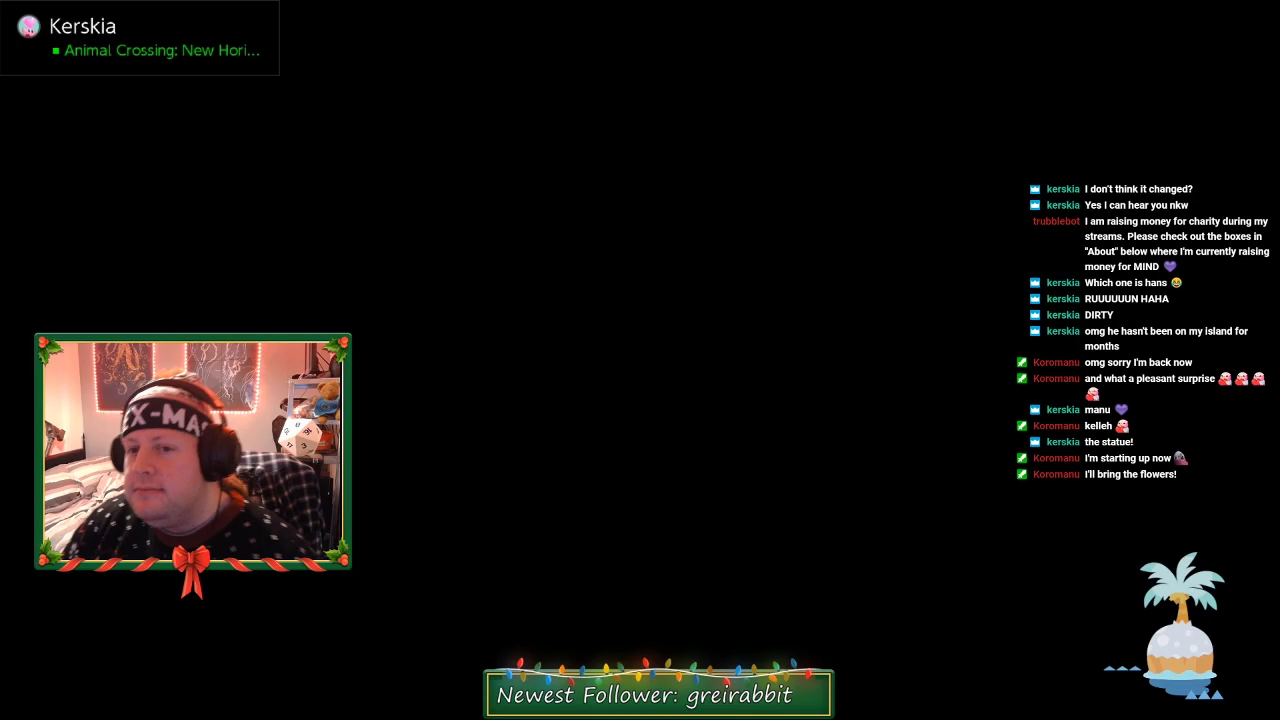 Kerskia
Animal Crossing: New Hori...
kerskia I don't think it changed?
kerskia Yes I can hear you nkw
trubblebot I am raising money for charity during my
streams. Please check out the boxes in
"About" below where I'm currently raising
money for MIND
kerskia Which one is hans
kerskia RUUUUUUN HAHA
kerskia DIRTY
kerskia omg he hasn't been on my island for
months
Koromanu omg sorry I'm back now
Koromanu and what a pleasant surprise
kerskia manu
Koromanu kelleh
kerskia the statue!
Koromanu I'm starting up now
Koromanu I'll bring the flowers!
EX-MA
Newest Follower: greirabbit